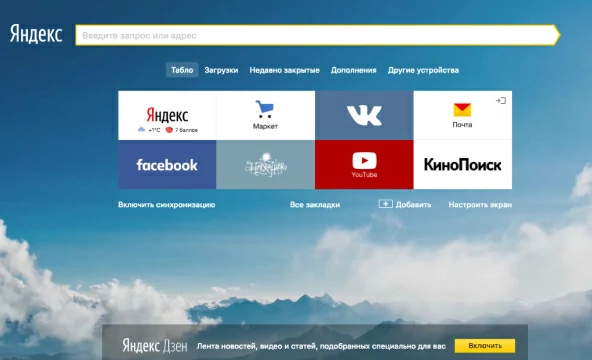 Яндекс
Введите запрос или адрес
Табло Загрузки Недавно закрытые Дополнения Другие устройства
Яндекс
+1°C 7 баллов
Маркет
Почта
facebook
YouTube
КиноПоиск
Включить синхронизацию Все закладки Добавить Настроить экран
Яндекс Дзен Лента новостей, видео и статей, подобранных специально для вас Включить